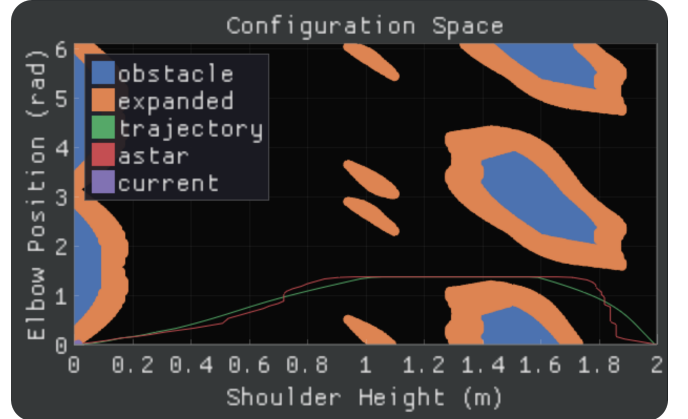 Configuration Space
Elbow Position (rad)
6
5
4
3
2
1
0
obstacle
expanded
trajectory
astar
current
0 0.2 0.4 0.6 0.8 1 1.2 1.4 1.6 1.8 2
Shoulder Height (m)